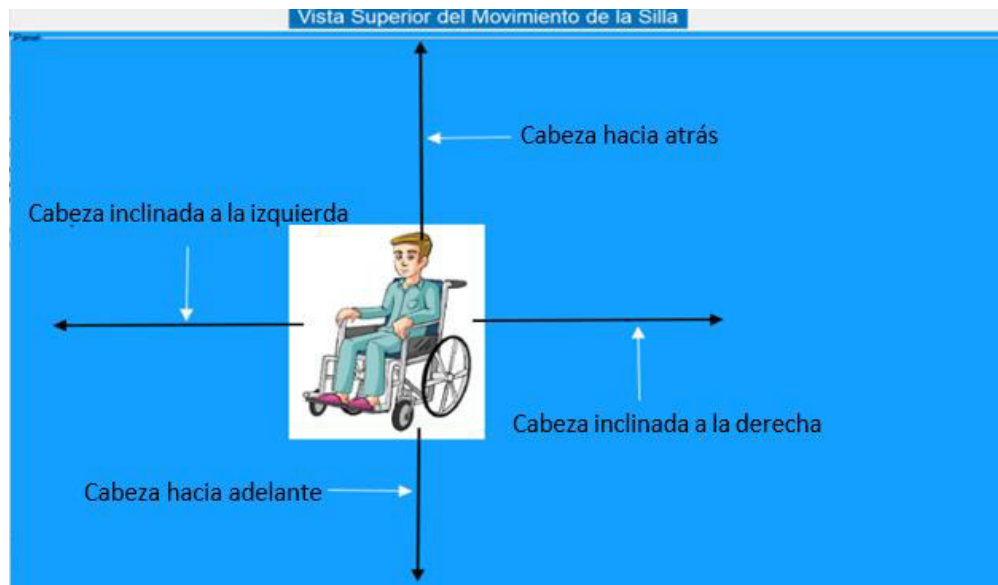 Vista Superior del Movimiento de la Silla
Panel
Cabeza hacia atrás
Cabeza inclinada a la izquierda
Cabeza inclinada a la derecha
Cabeza hacia adelante